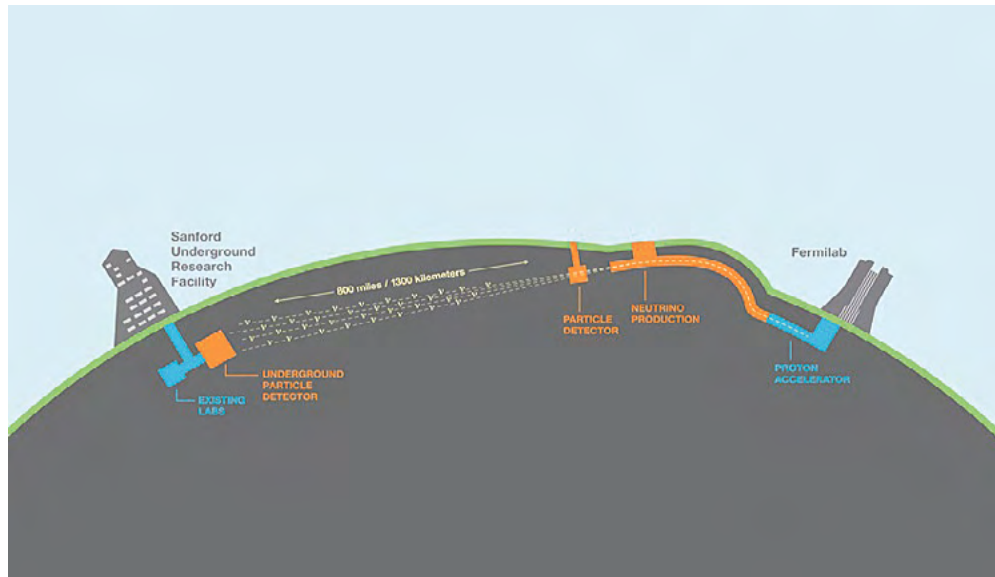 Sanford
Underground
Research
Facility
Fermilab
800 miles / 1300 kilometers
PARTICLE
DETECTOR
NEUTRINO
PRODUCTION
PROTON
ACCELERATOR
UNDERGROUND
PARTICLE
DETECTOR
EXISTING
LABS